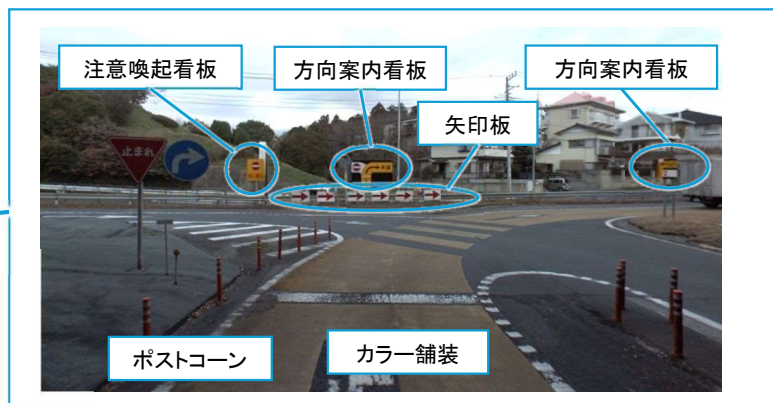 注意喚起看板
方向案内看板
方向案内看板
矢印板
止まれ
ポストコーン
カラー舗装